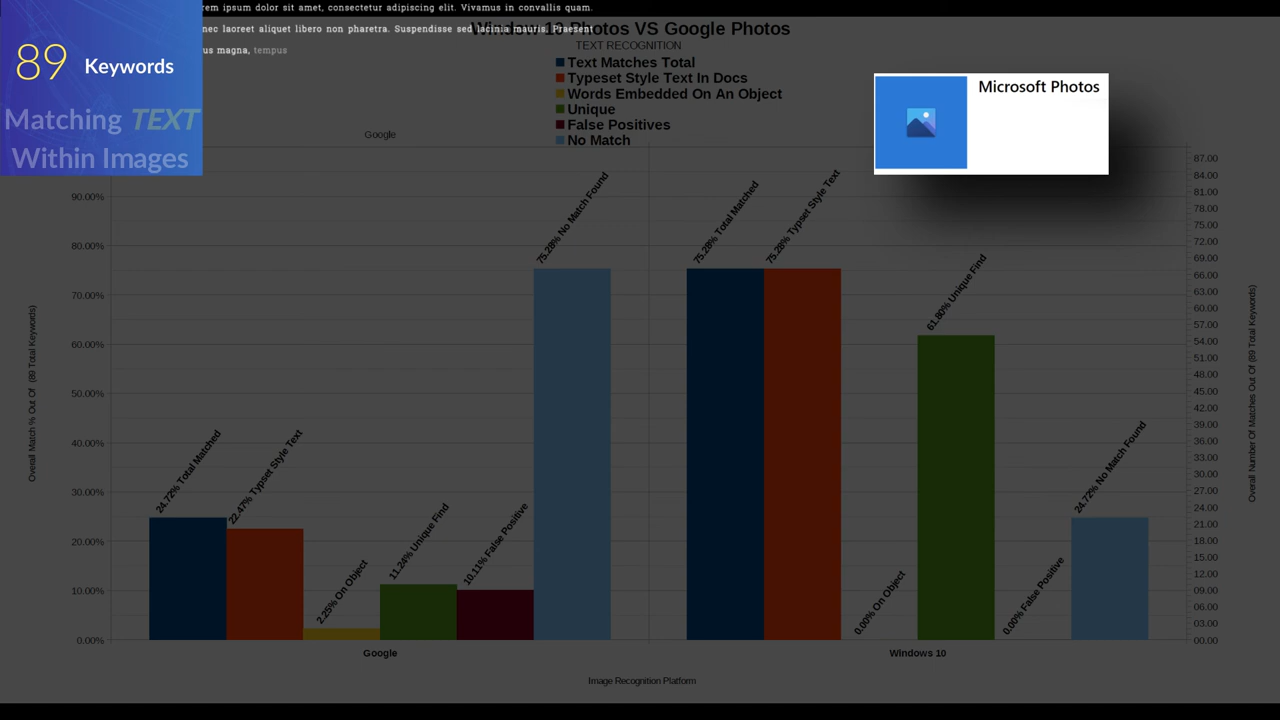 rem ipsum dolor sit amet, consectetur adipiscing elit. Vivamus in convallis quam.
nec laoreet aliquet libero non pharetra. Suspendisse sed lacinia mauris. Praesent
us magna, tempus
89 Keywords
Matching TEXT
Within Images
Window 10 Photos VS Google Photos
TEXT RECOGNITION
Text Matches Total
Typeset Style Text In Docs
Words Embedded On An Object
Unique
False Positives
No Match
Microsoft Photos
Google
90.00%
80.00%
70.00%
60.00%
50.00%
40.00%
30.00%
20.00%
10.00%
0.00%
Overall Match % Out Of (89 Total Keywords)
24.72% Total Matched
22.47% Typset Style Text
2.25% On Object
11.24% Unique Find
10.11% False Positive
75.28% No Match Found
75.28% Total Matched
75.28% Typset Style Text
0.00% On Object
61.80% Unique Find
0.00% False Positive
24.72% No Match Found
87.00
84.00
81.00
78.00
75.00
72.00
69.00
66.00
63.00
60.00
57.00
54.00
51.00
48.00
45.00
42.00
39.00
36.00
33.00
30.00
27.00
24.00
21.00
18.00
15.00
12.00
09.00
06.00
03.00
00.00
Overall Number Of Matches Out Of (89 Total Keywords)
Google
Windows 10
Image Recognition Platform